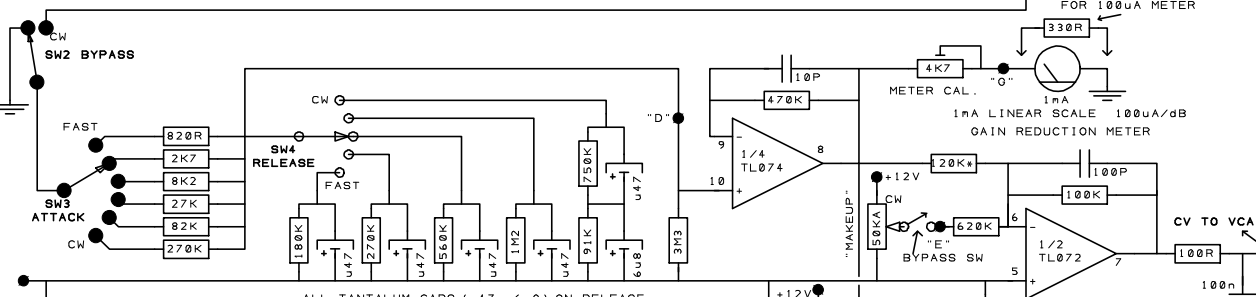 FOR 100uA METER
330R
CW
SW2 BYPASS
10P
4K7
"G"
METER CAL.
1mA
470K
1mA LINEAR SCALE 100uA/dB
GAIN REDUCTION METER
CW
"D"
FAST
820R
SW4
RELEASE
2K7
FAST
8K2
SW3
ATTACK
27K
82K
CW
270K
750K
u47
180K
u47
270K
u47
560K
u47
1M2
u47
91K
6u8
3M3
9
-
1/4
TL074
8
10
+
120K*
100P
100K
+12V
CW
"MAKEUP"
50KA
"E"
BYPASS SW
620K
6
-
1/2
TL072
7
5
+
CV TO VCA
100R
100n
+12V
ALL TANTALUM CAPS (.47 - 6.8) ON RELEASE